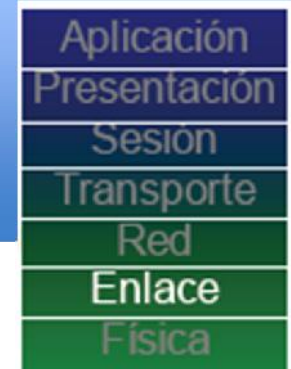 Aplicación
Presentación
Sesión
Transporte
Red
Enlace
Física